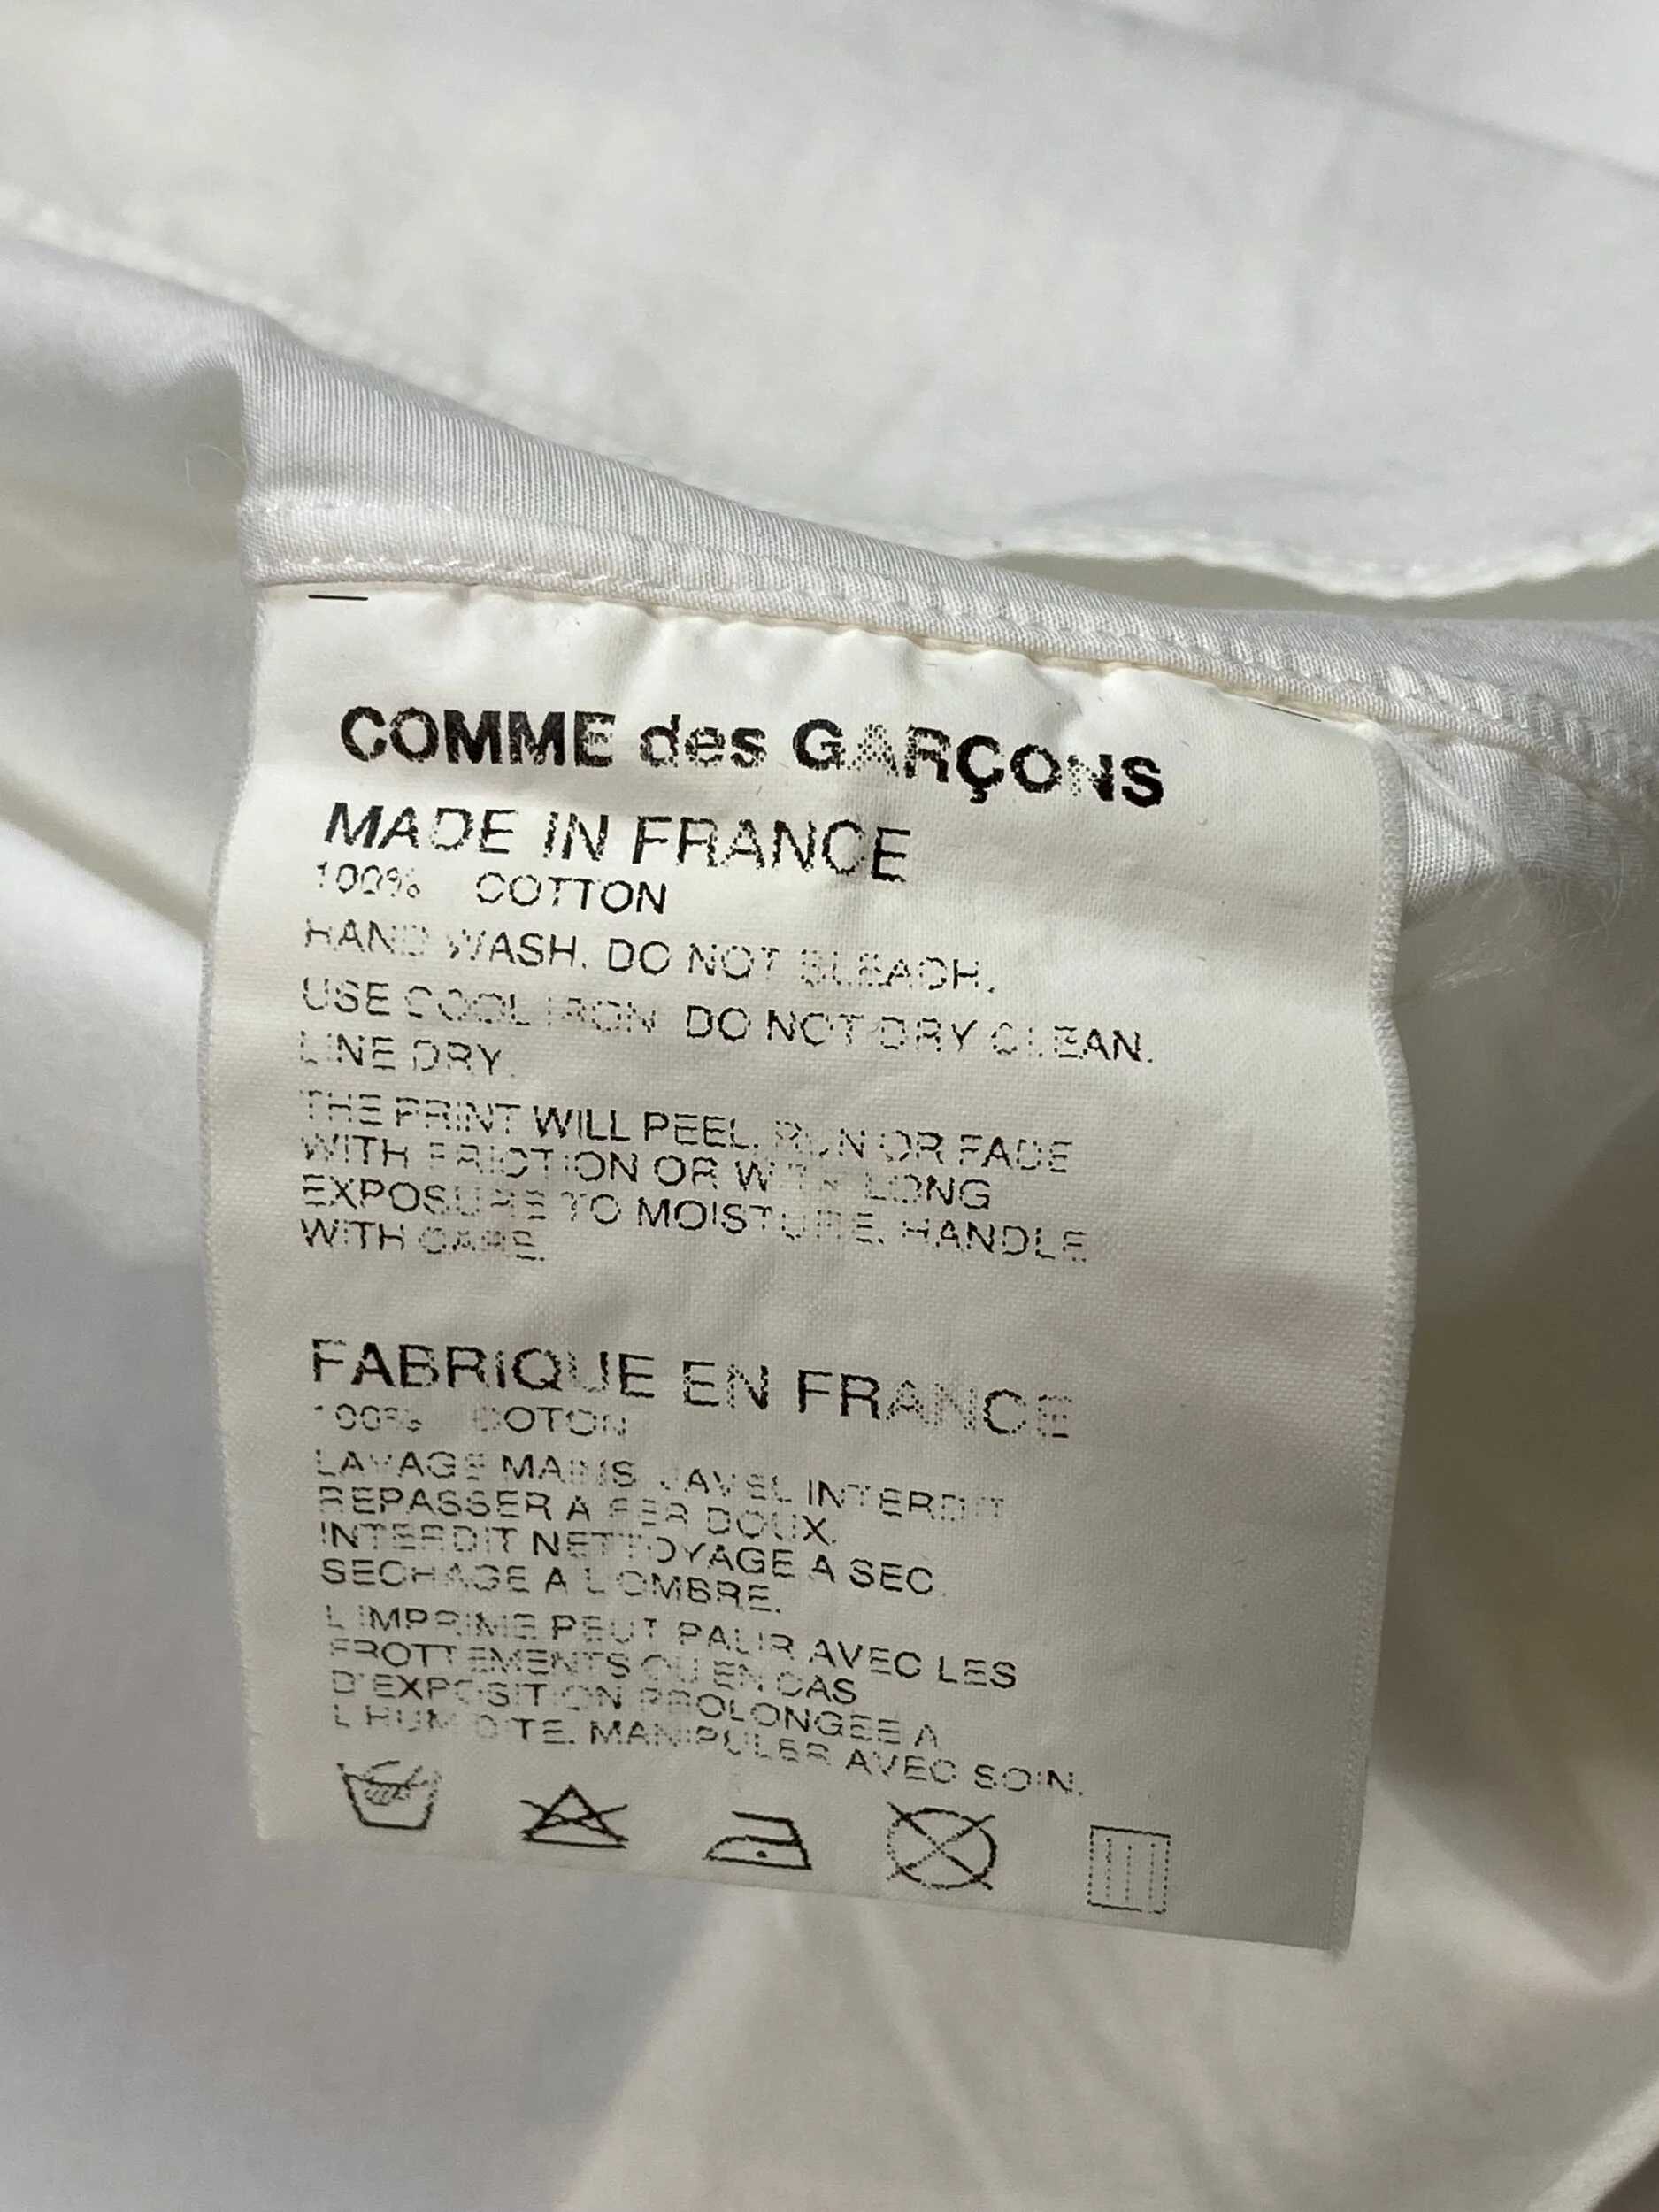 COMME des GARÇONS
MADE IN FRANCE
100% COTTON
HAND WASH. DO NOT BLEACH.
USE COOL IRON. DO NOT DRY CLEAN.
LINE DRY.
THE PRINT WILL PEEL, RUN OR FADE
WITH FRICTION OR WITH LONG
EXPOSURE TO MOISTURE. HANDLE
WITH CARE.
FABRIQUE EN FRANCE
100% COTON
LAVAGE MAINS JAVEL INTERDIT
REPASSER A FER DOUX.
INTERDIT NETTOYAGE A SEC.
SECHAGE A L'OMBRE.
L'IMPRIME PEUT PALIR AVEC LES
FROTTEMENTS OU EN CAS
D'EXPOSITION PROLONGEE A
L'HUMIDITE. MANIPULER AVEC SOIN.